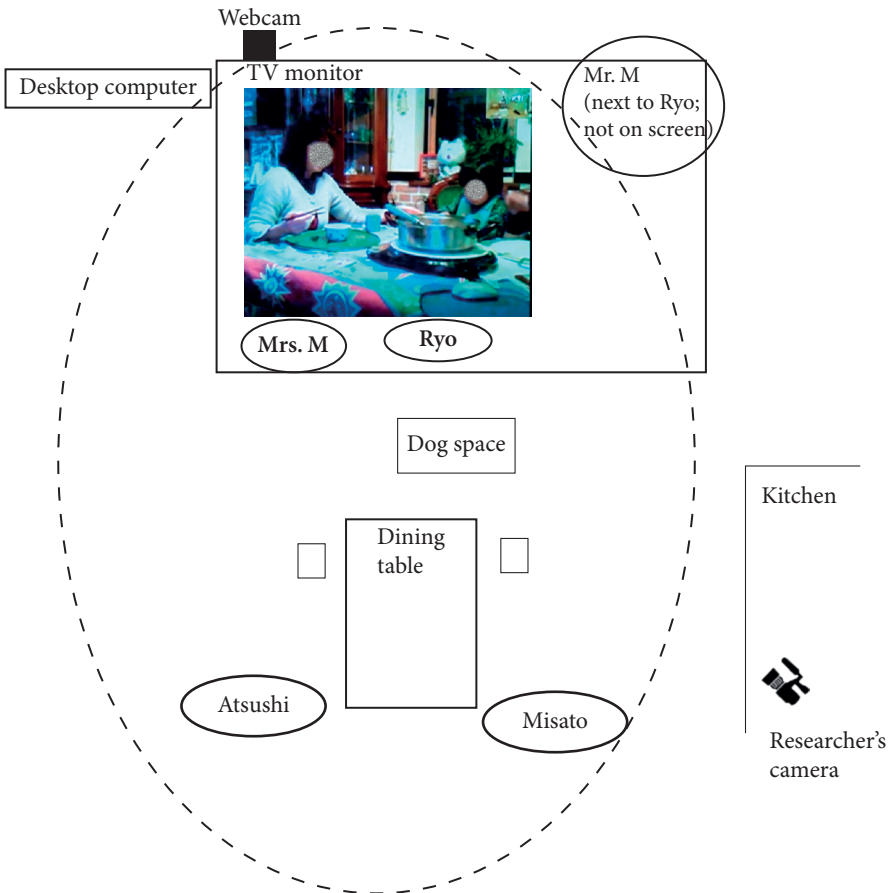 Webcam
TV monitor
Desktop computer
Mr. M
(next to Ryo;
not on screen)
Mrs. M
Ryo
Dog space
Kitchen
Dining
table
Atsushi
Misato
Researcher's
camera